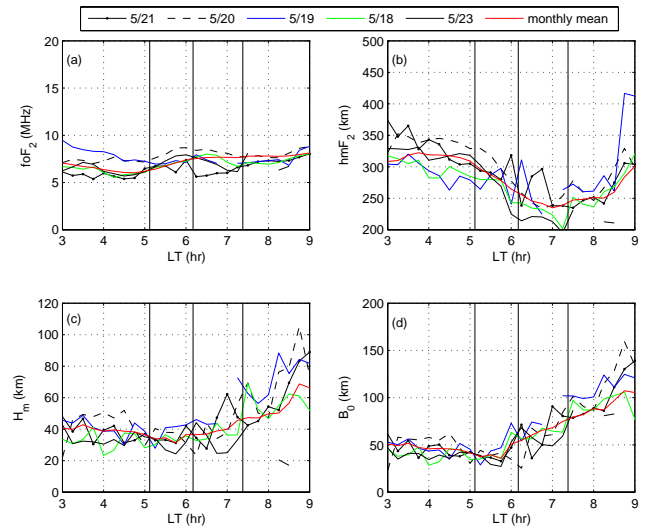 5/21 5/20 5/19 5/18 5/23 monthly mean
(a)
20
15
10
5
0
foF2 (MHz)
3 4 5 6 7 8 9
LT (hr)
(b)
500
450
400
350
300
250
200
hmF2 (km)
3 4 5 6 7 8 9
LT (hr)
(c)
120
100
80
60
40
20
0
Hm (km)
3 4 5 6 7 8 9
LT (hr)
(d)
200
150
100
50
0
B0 (km)
3 4 5 6 7 8 9
LT (hr)